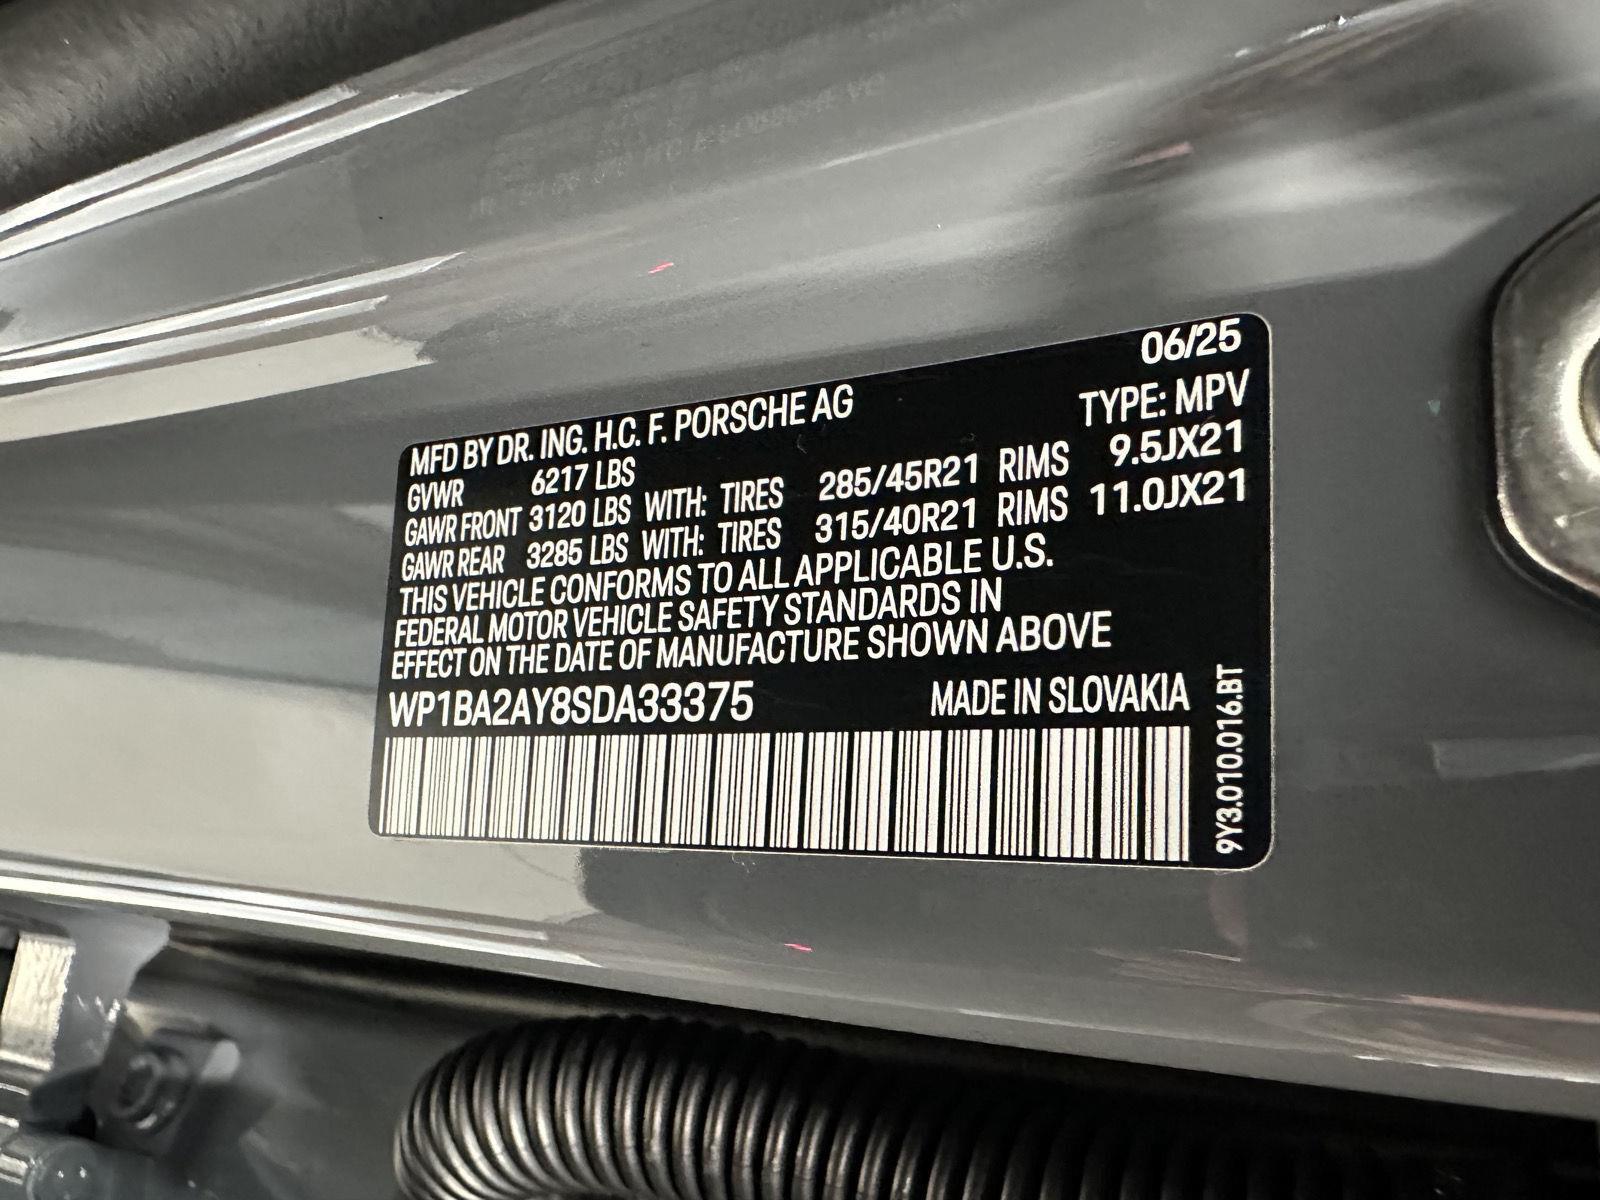 06/25
MFD BY DR. ING. H.C. F. PORSCHE AG TYPE: MPV
GVWR 6217 LBS
GAWR FRONT 3120 LBS WITH: TIRES 285/45R21 RIMS 9.5JX21
GAWR REAR 3285 LBS WITH: TIRES 315/40R21 RIMS 11.0JX21
THIS VEHICLE CONFORMS TO ALL APPLICABLE U.S.
FEDERAL MOTOR VEHICLE SAFETY STANDARDS IN
EFFECT ON THE DATE OF MANUFACTURE SHOWN ABOVE
WP1BA2AY8SDA33375 MADE IN SLOVAKIA
9Y3.010.016.BT